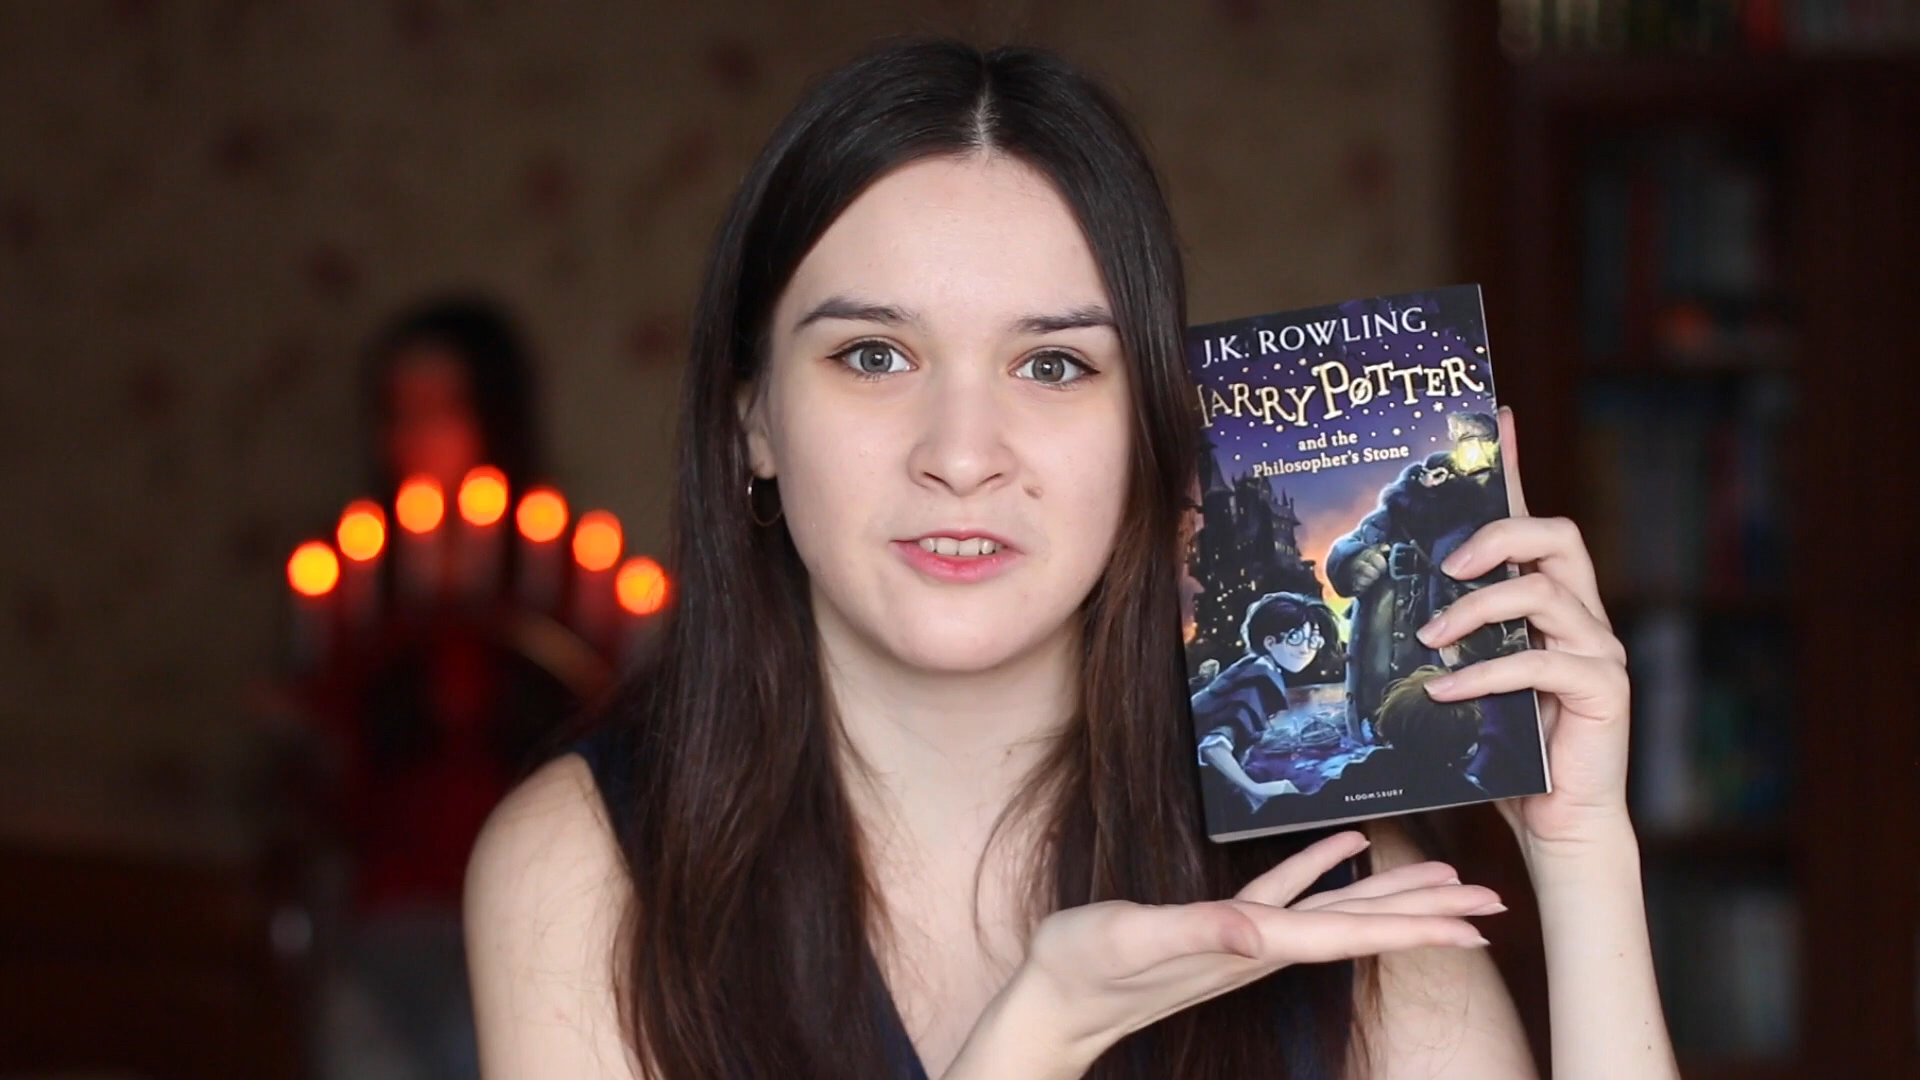 J.K. ROWLING
HARRY POTTER
and the
Philosopher's Stone
BLOOMSBURY